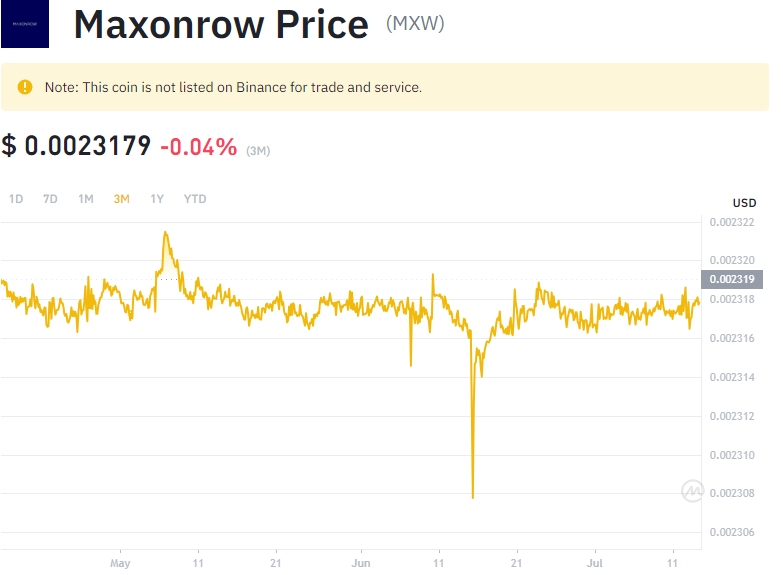 MAXONROW
Maxonrow Price (MXW)
Note: This coin is not listed on Binance for trade and service.
$ 0.0023179 -0.04% (3M)
1D 7D 1M 3M 1Y YTD
USD
0.002322
0.002320
0.002319
0.002318
0.002316
0.002314
0.002312
0.002310
0.002308
0.002306
May 11 21 Jun 11 21 Jul 11